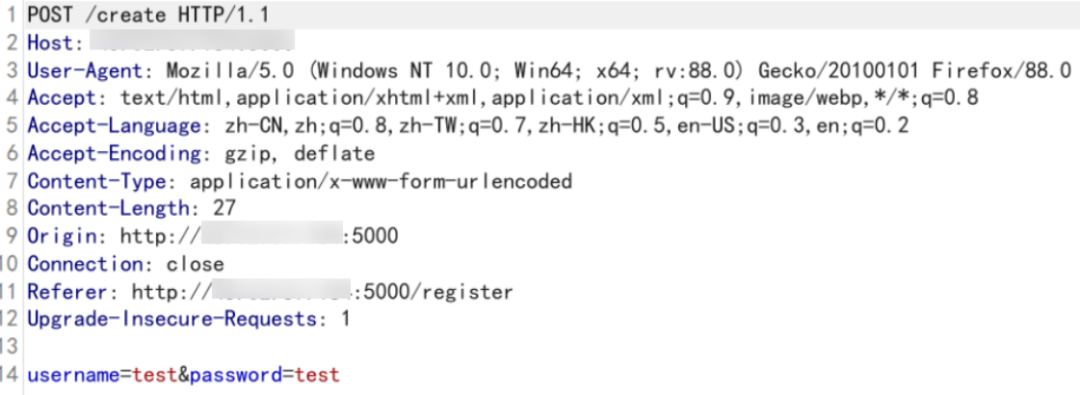 1 POST /create HTTP/1.1
2 Host:
3 User-Agent: Mozilla/5.0 (Windows NT 10.0; Win64; x64; rv:88.0) Gecko/20100101 Firefox/88.0
4 Accept: text/html,application/xhtml+xml,application/xml;q=0.9,image/webp,*/*;q=0.8
5 Accept-Language: zh-CN,zh;q=0.8,zh-TW;q=0.7,zh-HK;q=0.5,en-US;q=0.3,en;q=0.2
6 Accept-Encoding: gzip, deflate
7 Content-Type: application/x-www-form-urlencoded
8 Content-Length: 27
9 Origin: http://:5000
10 Connection: close
11 Referer: http://:5000/register
12 Upgrade-Insecure-Requests: 1
13
14 username=test&password=test